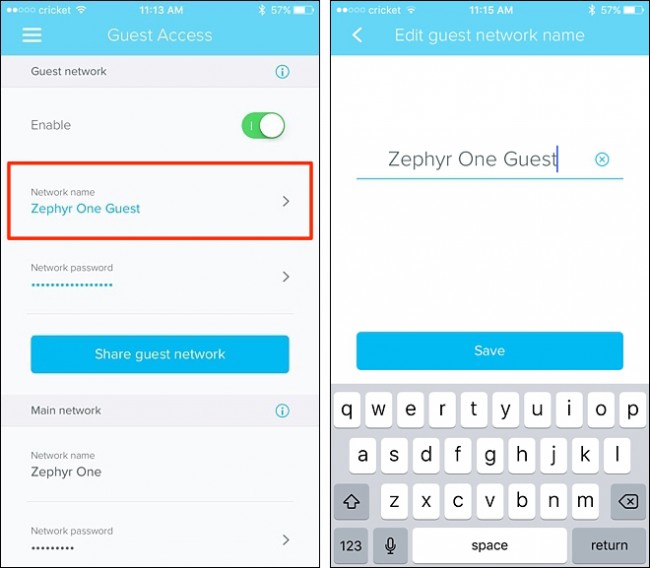 cricket 11:13 AM 57%
Guest Access
Guest network
Enable
Network name
Zephyr One Guest
Network password
•••••••••••••••••
Share guest network
Main network
Network name
Zephyr One
Network password
•••••••••
cricket 11:15 AM 57%
Edit guest network name
Zephyr One Guest
Save
q w e r t y u i o p
a s d f g h j k l
z x c v b n m
123 space return